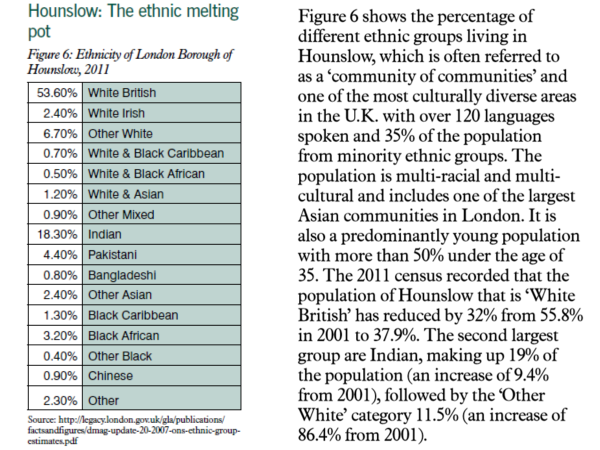 Hounslow: The ethnic melting
pot
Figure 6: Ethnicity of London Borough of
Hounslow, 2011
53.60% White British
2.40% White Irish
6.70% Other White
0.70% White & Black Caribbean
0.50% White & Black African
1.20% White & Asian
0.90% Other Mixed
18.30% Indian
4.40% Pakistani
0.80% Bangladeshi
2.40% Other Asian
1.30% Black Caribbean
3.20% Black African
0.40% Other Black
0.90% Chinese
2.30% Other
Source: http://legacy.london.gov.uk/gla/publications/
factsandfigures/dmag-update-20-2007-ons-ethnic-group-
estimates.pdf
Figure 6 shows the percentage of
different ethnic groups living in
Hounslow, which is often referred to
as a ‘community of communities’ and
one of the most culturally diverse areas
in the U.K. with over 120 languages
spoken and 35% of the population
from minority ethnic groups. The
population is multi-racial and multi-
cultural and includes one of the largest
Asian communities in London. It is
also a predominantly young population
with more than 50% under the age of
35. The 2011 census recorded that the
population of Hounslow that is ‘White
British’ has reduced by 32% from 55.8%
in 2001 to 37.9%. The second largest
group are Indian, making up 19% of
the population (an increase of 9.4%
from 2001), followed by the ‘Other
White’ category 11.5% (an increase of
86.4% from 2001).